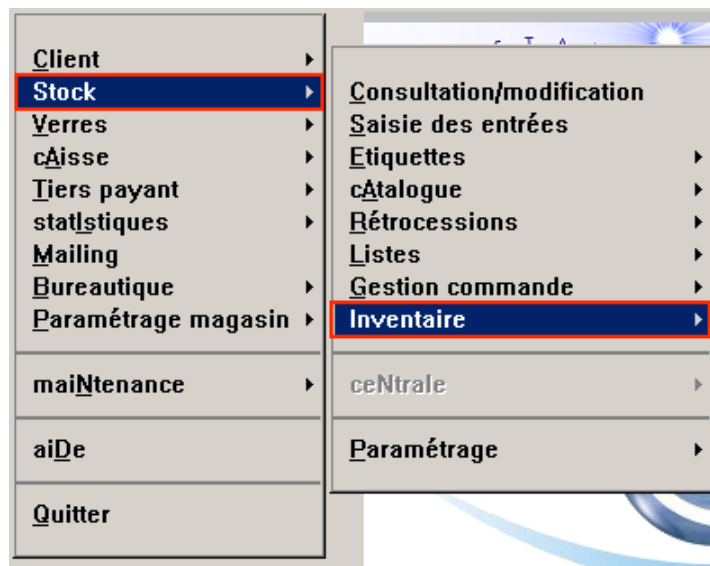 Client
Stock
Verres
cAisse
Tiers payant
statIstiques
Mailing
Bureautique
Paramétrage magasin
maiNtenance
aiDe
Quitter
Consultation/modification
Saisie des entrées
Etiquettes
cAtalogue
Rétrocessions
Listes
Gestion commande
Inventaire
ceNtrale
Paramétrage